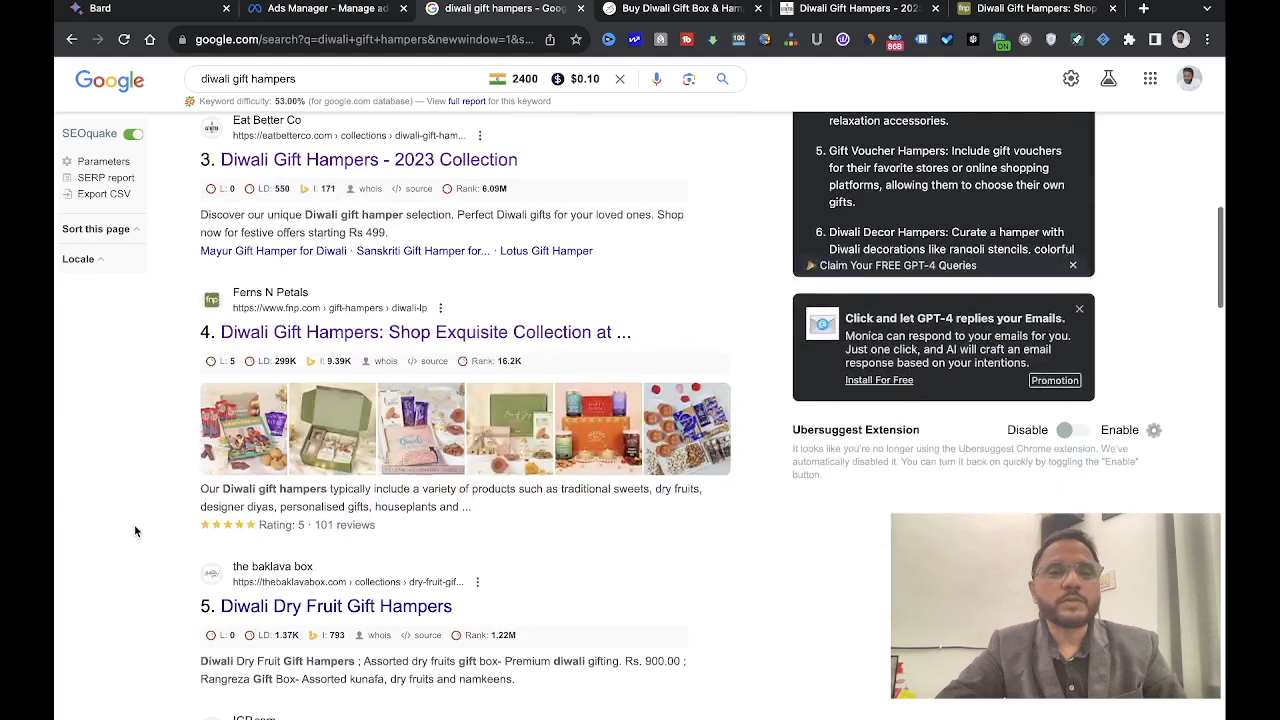 Bard
Ads Manager - Manage ad
diwali gift hampers - Goog
Buy Diwali Gift Box & Ham
Diwali Gift Hampers - 202
Diwali Gift Hampers: Shop
google.com/search?q=diwali+gift+hampers&newwindow=1&s...
100
868
ON
Google
diwali gift hampers
2400
$0.10
Keyword difficulty: 53.00% (for google.com database) — View full report for this keyword
SEOquake
Parameters
SERP report
Export CSV
Sort this page
Locale
Eat Better Co
https://eatbetterco.com › collections › diwali-gift-ham...
3. Diwali Gift Hampers - 2023 Collection
L: 0 LD: 550 I: 171 whois </> source Rank: 6.09M
Discover our unique Diwali gift hamper selection. Perfect Diwali gifts for your loved ones. Shop
now for festive offers starting Rs 499.
Mayur Gift Hamper for Diwali · Sanskriti Gift Hamper for... · Lotus Gift Hamper
fnp
Ferns N Petals
https://www.fnp.com › gift-hampers › diwali-lp
4. Diwali Gift Hampers: Shop Exquisite Collection at ...
L: 5 LD: 299K I: 9.39K whois </> source Rank: 16.2K
Our Diwali gift hampers typically include a variety of products such as traditional sweets, dry fruits,
designer diyas, personalised gifts, houseplants and ...
Rating: 5 · 101 reviews
the baklava box
https://thebaklavabox.com › collections › dry-fruit-gif...
5. Diwali Dry Fruit Gift Hampers
L: 0 LD: 1.37K I: 793 whois </> source Rank: 1.22M
Diwali Dry Fruit Gift Hampers ; Assorted dry fruits gift box- Premium diwali gifting. Rs. 900.00 ;
Rangreza Gift Box- Assorted kunafa, dry fruits and namkeens.
relaxation accessories.
5. Gift Voucher Hampers: Include gift vouchers
for their favorite stores or online shopping
platforms, allowing them to choose their own
gifts.
6. Diwali Decor Hampers: Curate a hamper with
Diwali decorations like rangoli stencils, colorful
Claim Your FREE GPT-4 Queries
Click and let GPT-4 replies your Emails.
Monica can respond to your emails for you.
Just one click, and AI will craft an email
response based on your intentions.
Install For Free
Promotion
Ubersuggest Extension
Disable
Enable
It looks like you're no longer using the Ubersuggest Chrome extension. We've
automatically disabled it. You can turn it back on quickly by toggling the "Enable"
button.